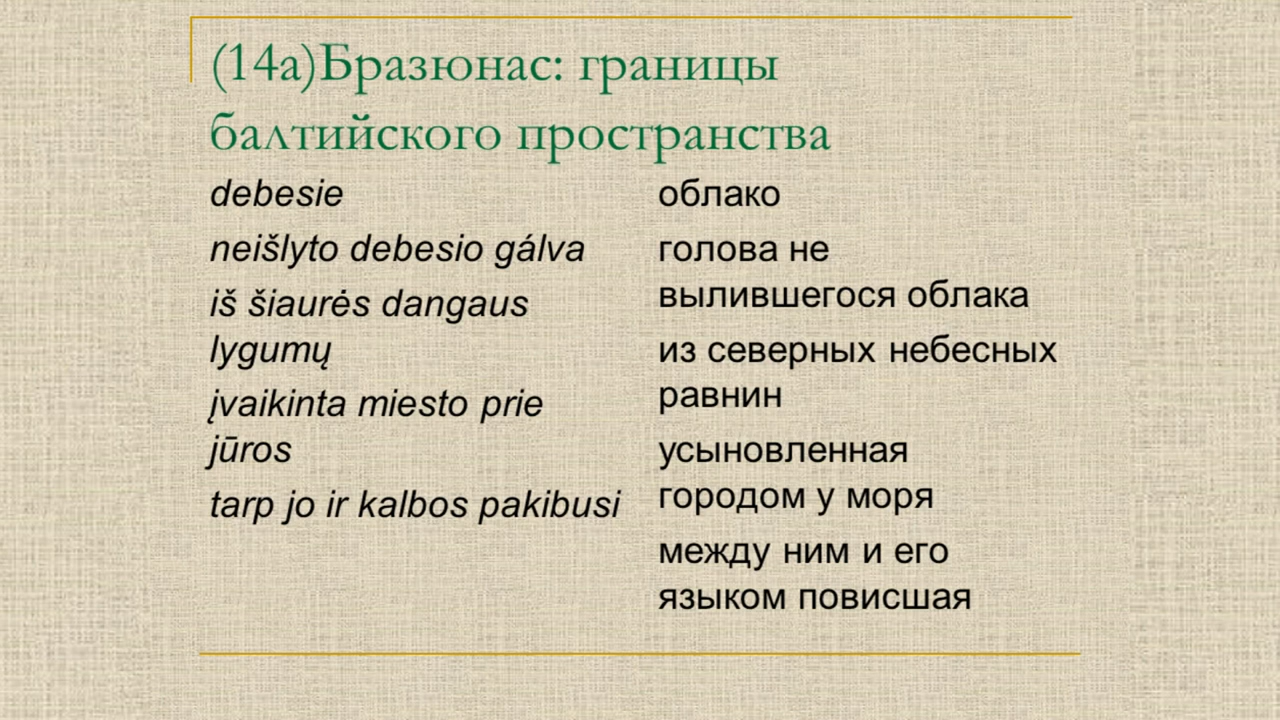 (14а)Бразюнас: границы
балтийского пространства
debesie
neišlyto debesio gálva
iš šiaurės dangaus
lygumų
įvaikinta miesto prie
jūros
tarp jo ir kalbos pakibusi
облако
голова не
вылившегося облака
из северных небесных
равнин
усыновленная
городом у моря
между ним и его
языком повисшая